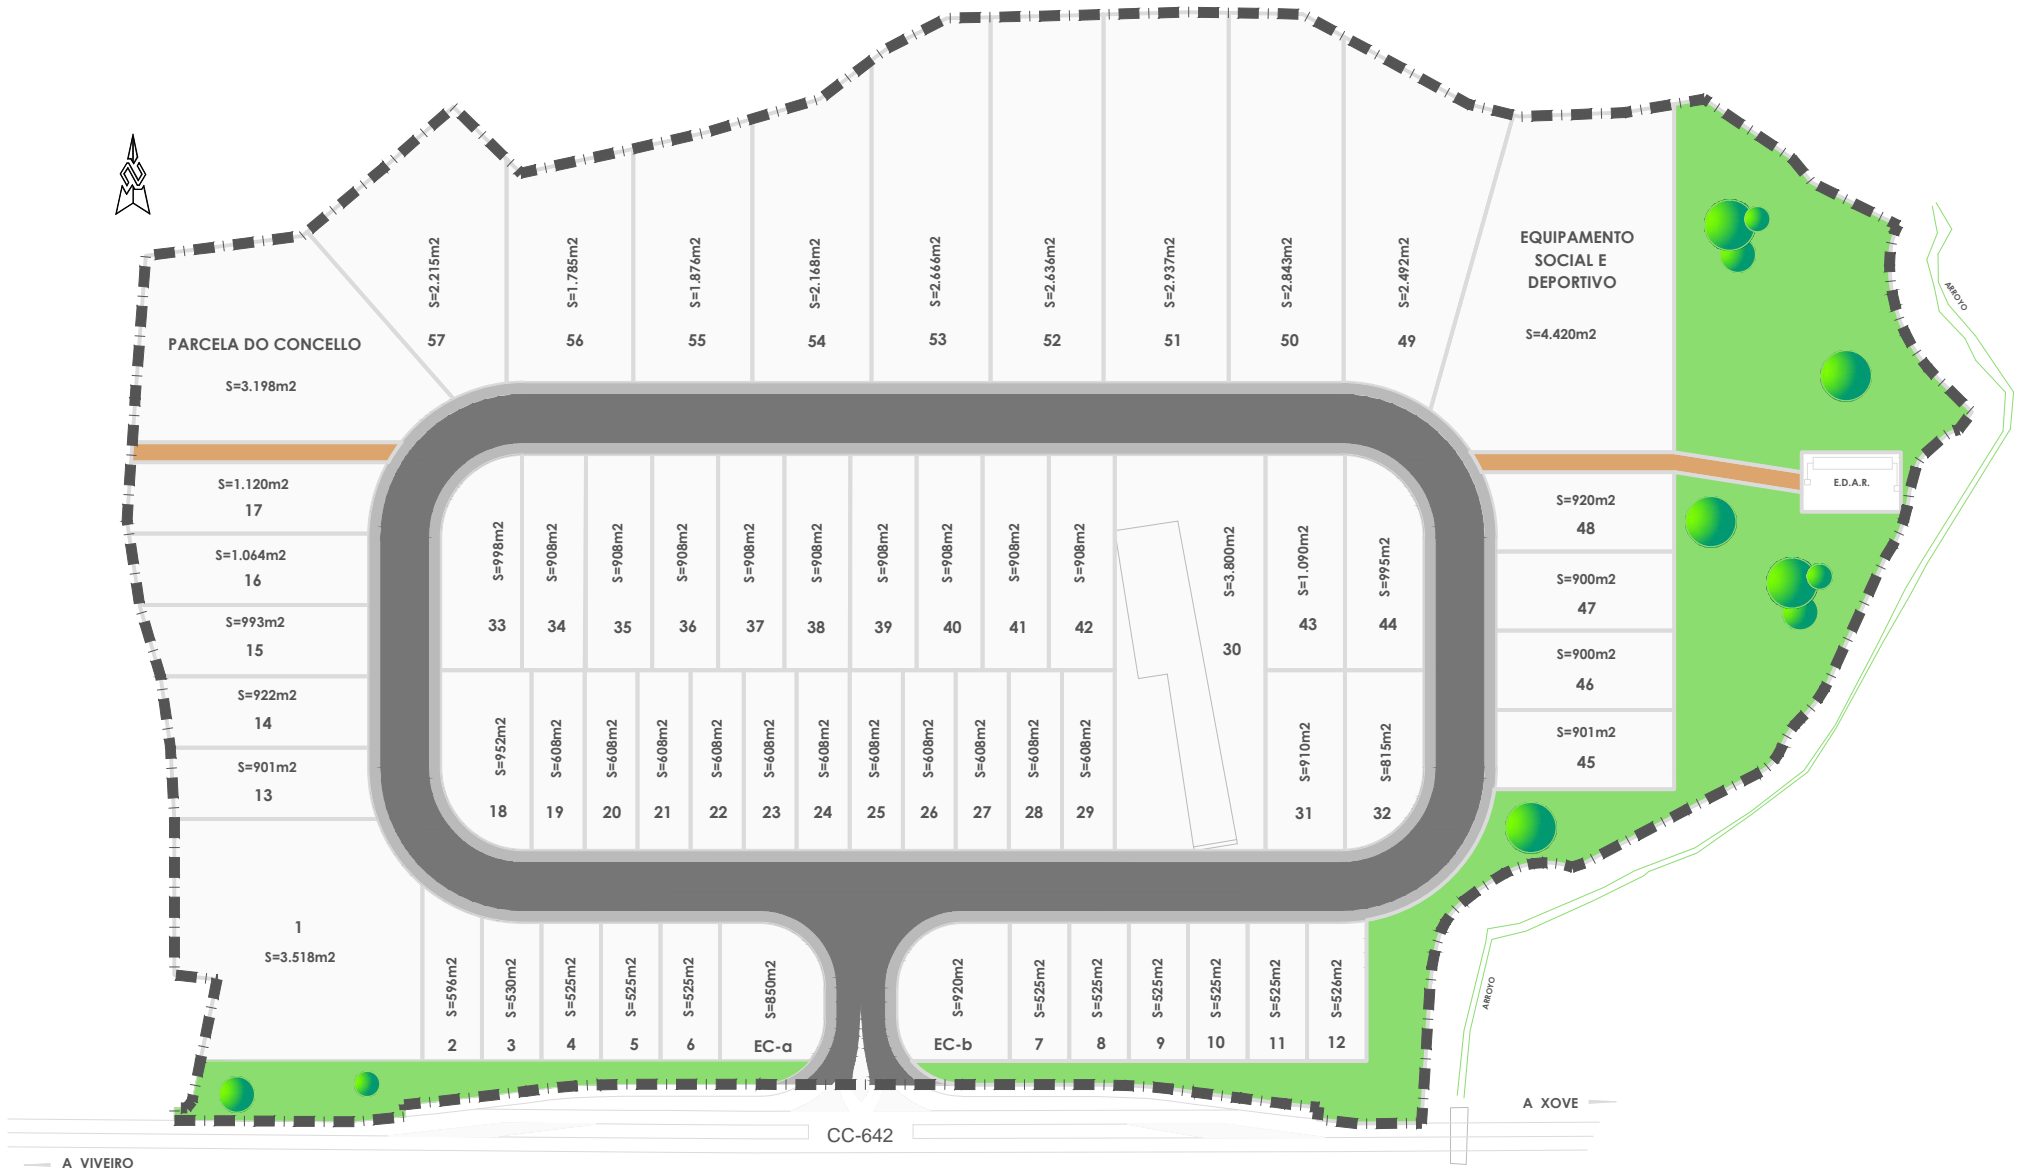 S=2.215m2
57
S=1.785m2
56
S=1.876m2
55
S=2.168m2
54
S=2.666m2
53
S=2.636m2
52
S=2.937m2
51
S=2.843m2
50
S=2.492m2
49
EQUIPAMENTO
SOCIAL E
DEPORTIVO
S=4.420m2
ARROYO
PARCELA DO CONCELLO
S=3.198m2
E.D.A.R.
S=1.120m2
17
S=1.064m2
16
S=993m2
15
S=922m2
14
S=901m2
13
1
S=3.518m2
S=998m2
33
S=908m2
34
S=908m2
35
S=908m2
36
S=908m2
37
S=908m2
38
S=908m2
39
S=908m2
40
S=908m2
41
S=908m2
42
S=3.800m2
30
S=1.090m2
43
S=995m2
44
S=920m2
48
S=900m2
47
S=900m2
46
S=901m2
45
S=952m2
18
S=608m2
19
S=608m2
20
S=608m2
21
S=608m2
22
S=608m2
23
S=608m2
24
S=608m2
25
S=608m2
26
S=608m2
27
S=608m2
28
S=608m2
29
S=910m2
31
S=815m2
32
S=596m2
2
S=530m2
3
S=525m2
4
S=525m2
5
S=525m2
6
S=850m2
EC-a
S=920m2
EC-b
S=525m2
7
S=525m2
8
S=525m2
9
S=525m2
10
S=525m2
11
S=526m2
12
ARROYO
A XOVE
CC-642
A VIVEIRO